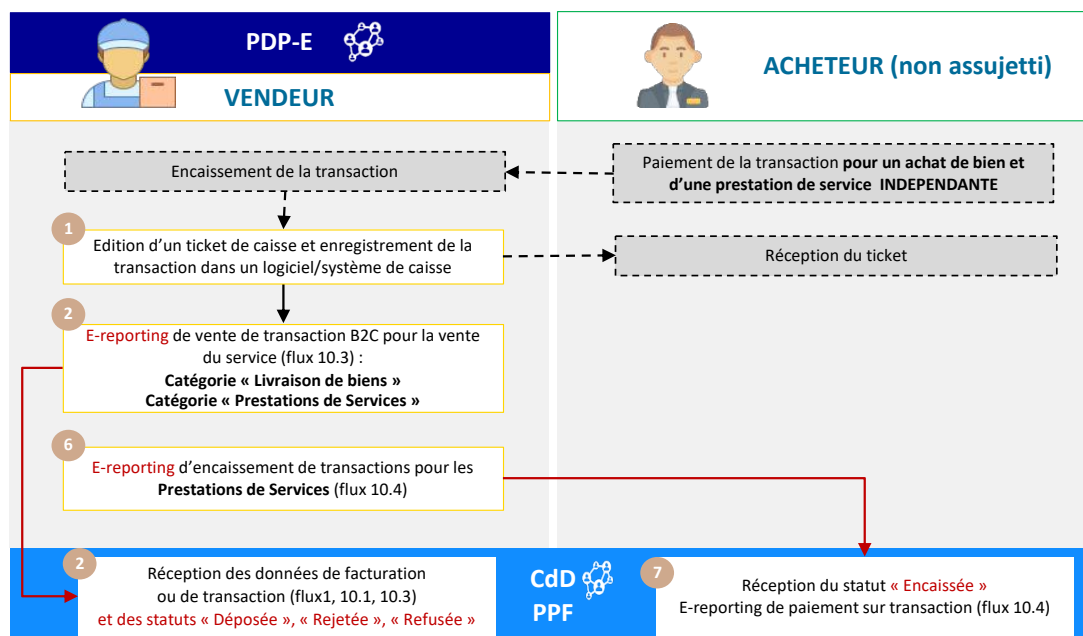 PDP-E
VENDEUR
ACHETEUR (non assujetti)
Encaissement de la transaction
Paiement de la transaction pour un achat de bien et
d'une prestation de service INDEPENDANTE
1
Edition d'un ticket de caisse et enregistrement de la
transaction dans un logiciel/système de caisse
Réception du ticket
2
E-reporting de vente de transaction B2C pour la vente
du service (flux 10.3) :
Catégorie « Livraison de biens »
Catégorie « Prestations de Services »
6
E-reporting d'encaissement de transactions pour les
Prestations de Services (flux 10.4)
2
Réception des données de facturation
ou de transaction (flux1, 10.1, 10.3)
et des statuts « Déposée », « Rejetée », « Refusée »
CdD
PPF
7
Réception du statut « Encaissée »
E-reporting de paiement sur transaction (flux 10.4)